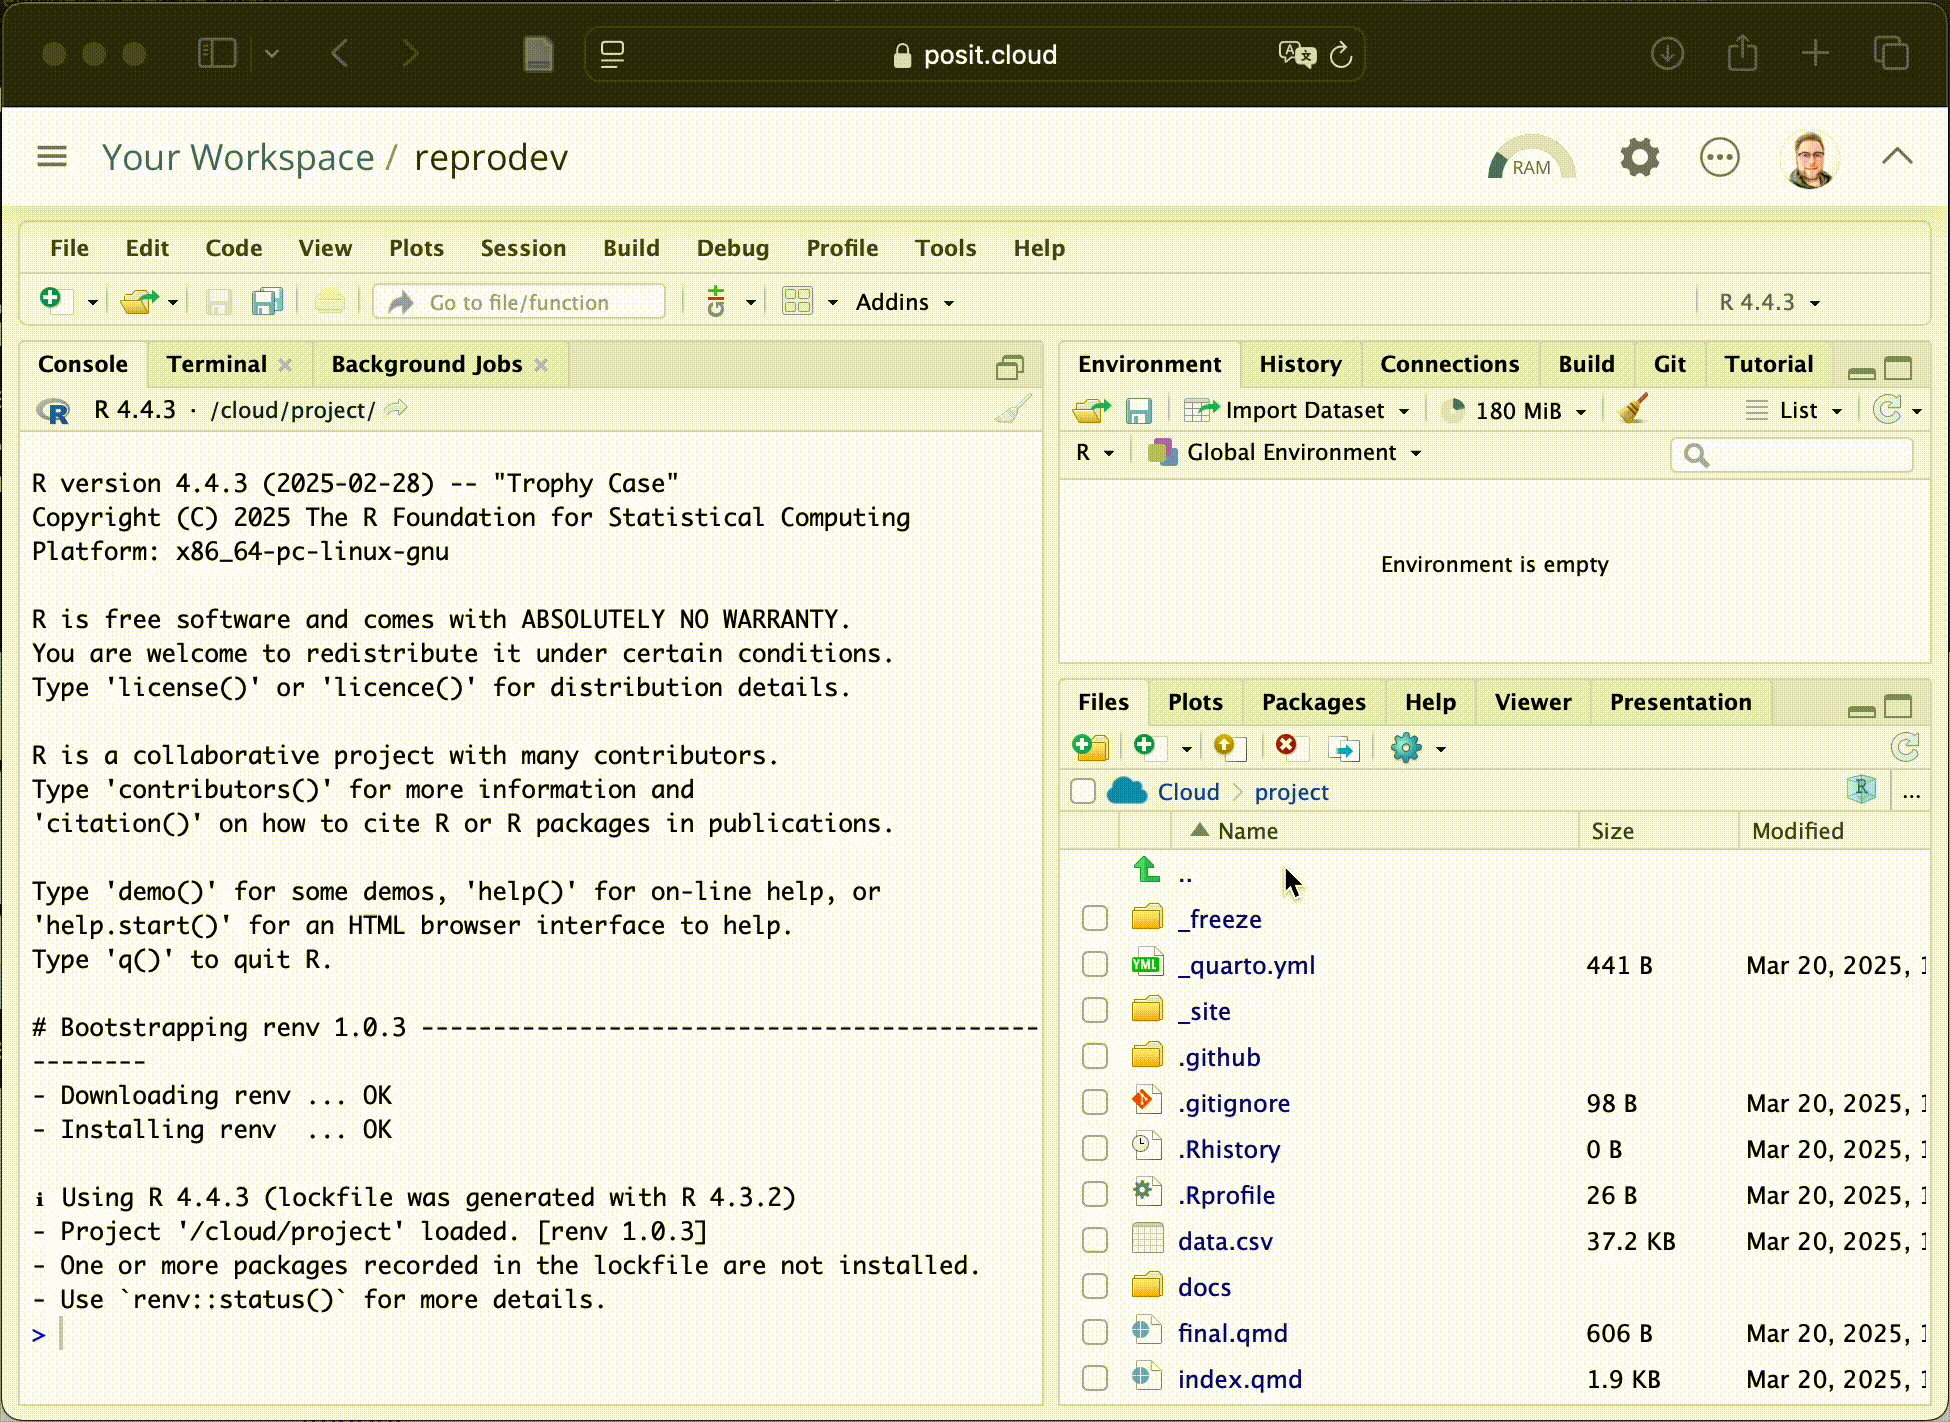 posit.cloud
Your Workspace / reprodev
RAM
File Edit Code View Plots Session Build Debug Profile Tools Help
Go to file/function Addins R 4.4.3
Console Terminal Background Jobs
R 4.4.3 · /cloud/project/
R version 4.4.3 (2025-02-28) -- "Trophy Case"
Copyright (C) 2025 The R Foundation for Statistical Computing
Platform: x86_64-pc-linux-gnu
R is free software and comes with ABSOLUTELY NO WARRANTY.
You are welcome to redistribute it under certain conditions.
Type 'license()' or 'licence()' for distribution details.
R is a collaborative project with many contributors.
Type 'contributors()' for more information and
'citation()' on how to cite R or R packages in publications.
Type 'demo()' for some demos, 'help()' for on-line help, or
'help.start()' for an HTML browser interface to help.
Type 'q()' to quit R.
# Bootstrapping renv 1.0.3 -------------------------------------------
--------
- Downloading renv ... OK
- Installing renv  ... OK
ℹ Using R 4.4.3 (lockfile was generated with R 4.3.2)
- Project '/cloud/project' loaded. [renv 1.0.3]
- One or more packages recorded in the lockfile are not installed.
- Use `renv::status()` for more details.
>
Environment History Connections Build Git Tutorial
Import Dataset 180 MiB List
R Global Environment
Environment is empty
Files Plots Packages Help Viewer Presentation
Cloud project ...
Name Size Modified
..
_freeze
_quarto.yml 441 B Mar 20, 2025, 1
_site
.github
.gitignore 98 B Mar 20, 2025, 1
.Rhistory 0 B Mar 20, 2025, 1
.Rprofile 26 B Mar 20, 2025, 1
data.csv 37.2 KB Mar 20, 2025, 1
docs
final.qmd 606 B Mar 20, 2025, 1
index.qmd 1.9 KB Mar 20, 2025, 1